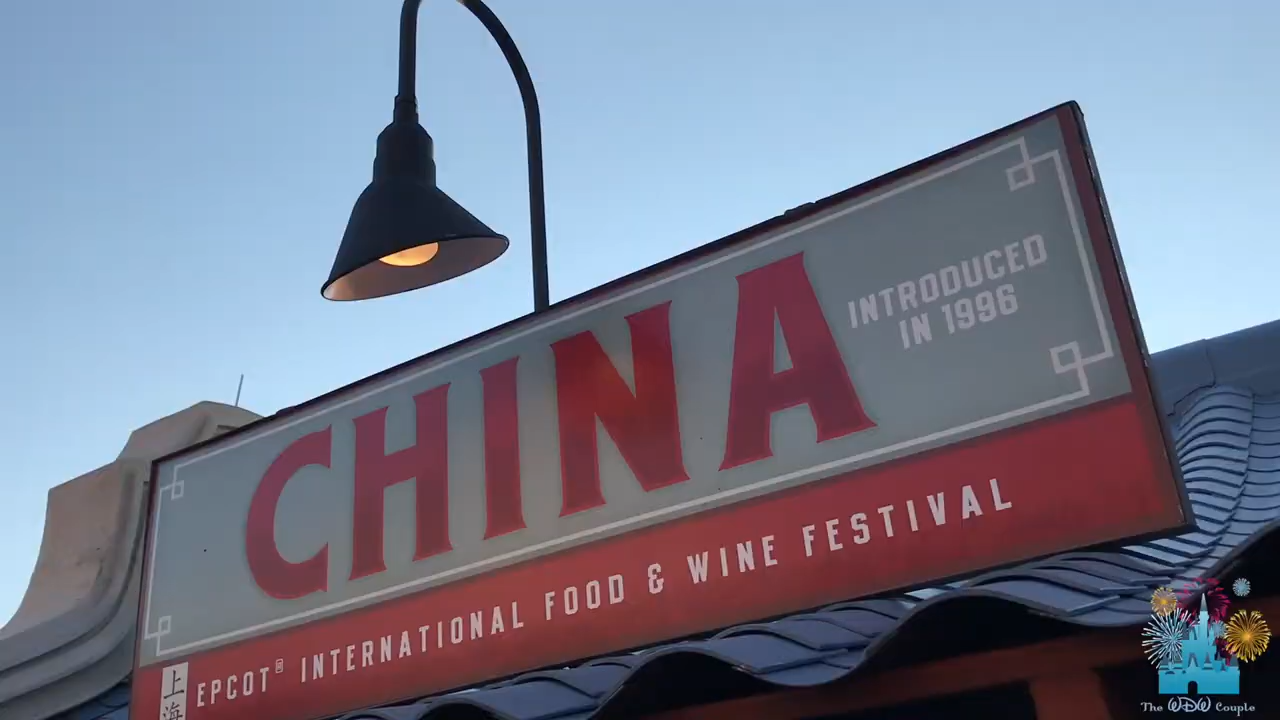 CHINA
INTRODUCED
IN 1996
上海
EPCOT® INTERNATIONAL FOOD & WINE FESTIVAL
The WDW Couple